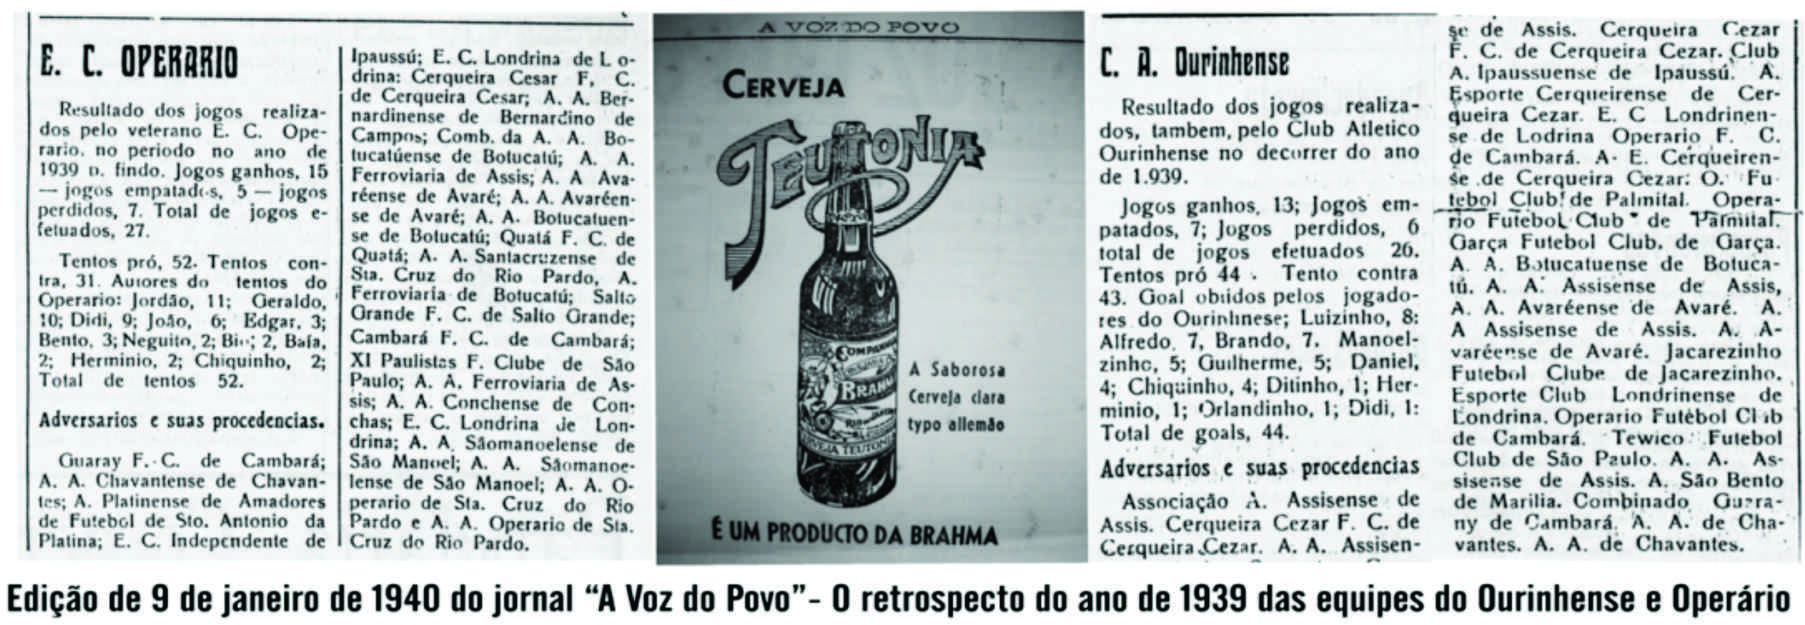 E. C. OPERARIO
Resultado dos jogos realiza-
dos pelo veterano E. C. Ope-
rario, no periodo no ano de
1939 p. findo. Jogos ganhos, 15
— jogos empatados, 5 — jogos
perdidos, 7. Total de jogos e-
fetuados, 27.
Tentos pró, 52. Tentos con-
tra, 31. Autores do tentos do
Operario: Jordão, 11; Geraldo,
10; Didi, 9; João, 6; Edgar, 3;
Bento, 3; Neguito, 2; Bio; 2, Baía,
2; Herminio, 2; Chiquinho, 2;
Total de tentos 52.
Adversarios e suas procedencias.
Guaray F. C. de Cambará;
A. A. Chavantense de Chavan-
tes; A. Platinense de Amadores
de Futebol de Sto. Antonio da
Platina; E. C. Independente de
Ipaussú; E. C. Londrina de Lo-
drina: Cerqueira Cesar F, C.
de Cerqueira Cesar; A. A. Ber-
nardinense de Bernardino de
Campos; Comb. da A. A. Bo-
tucatúense de Botucatú; A. A.
Ferroviaria de Assis; A. A Ava-
réense de Avaré; A. A. Avaréen-
se de Avaré; A. A. Botucatuen-
se de Botucatú; Quatá F. C. de
Quatá; A. A. Santacruzense de
Sta. Cruz do Rio Pardo, A.
Ferroviaria de Botucatú; Salto
Grande F. C. de Salto Grande;
Cambará F. C. de Cambará;
XI Paulistas F. Clube de São
Paulo; A. A. Ferroviaria de As-
sis; A. A. Conchense de Con-
chas; E. C. Londrina de Lon-
drina; A. A. Sãomanoelense de
São Manoel; A. A. Sãomanoe-
lense de São Manoel; A. A. O-
perario de Sta. Cruz do Rio
Pardo e A. A. Operario de Sta.
Cruz do Rio Pardo.
A VOZ DO POVO
CERVEJA
TEUTONIA
COMPANHIA
BRAHMA
CERVEJA TEUTONIA
A Saborosa
Cerveja clara
typo allemão
É UM PRODUCTO DA BRAHMA
C. A. Ourinhense
Resultado dos jogos realiza-
dos, tambem, pelo Club Atletico
Ourinhense no decorrer do ano
de 1.939.
Jogos ganhos, 13; Jogos em-
patados, 7; Jogos perdidos, 6
total de jogos efetuados 26.
Tentos pró 44 . Tento contra
43. Goal obtidos pelos jogado-
res do Ourinhnese; Luizinho, 8:
Alfredo, 7, Brando, 7. Manoel-
zinho, 5; Guilherme, 5; Daniel,
4; Chiquinho, 4; Ditinho, 1; Her-
minio, 1; Orlandinho, 1; Didi, 1:
Total de goals, 44.
Adversarios e suas procedencias
Associação A. Assisense de
Assis. Cerqueira Cezar F. C. de
Cerqueira Cezar. A. A. Assisen-
se de Assis. Cerqueira Cezar
F. C. de Cerqueira Cezar. Club
A. Ipaussuense de Ipaussú. A.
Esporte Cerqueirense de Cer-
queira Cezar. E. C Londrinen-
se de Lodrina Operario F. C.
de Cambará. A. E. Cerqueiren-
se de Cerqueira Cezar: O. Fu-
tebol Club de Palmital. Opera-
rio Futebol Club de Palmital.
Garça Futebol Club, de Garça.
A. A. Botucatuense de Botuca-
tú. A. A. Assisense de Assis,
A. A. Avaréense de Avaré. A.
A Assisense de Assis. A. A-
varéense de Avaré. Jacarezinho
Futebol Clube de Jacarezinho.
Esporte Club Londrinense de
Londrina. Operario Futébol Club
de Cambará. Tewico Futebol
Club de São Paulo. A. A. As-
sisense de Assis. A. São Bento
de Marilia. Combinado Guara-
ny de Cambará. A. A. de Cha-
vantes. A. A. de Chavantes.
Edição de 9 de janeiro de 1940 do jornal “A Voz do Povo”- O retrospecto do ano de 1939 das equipes do Ourinhense e Operário